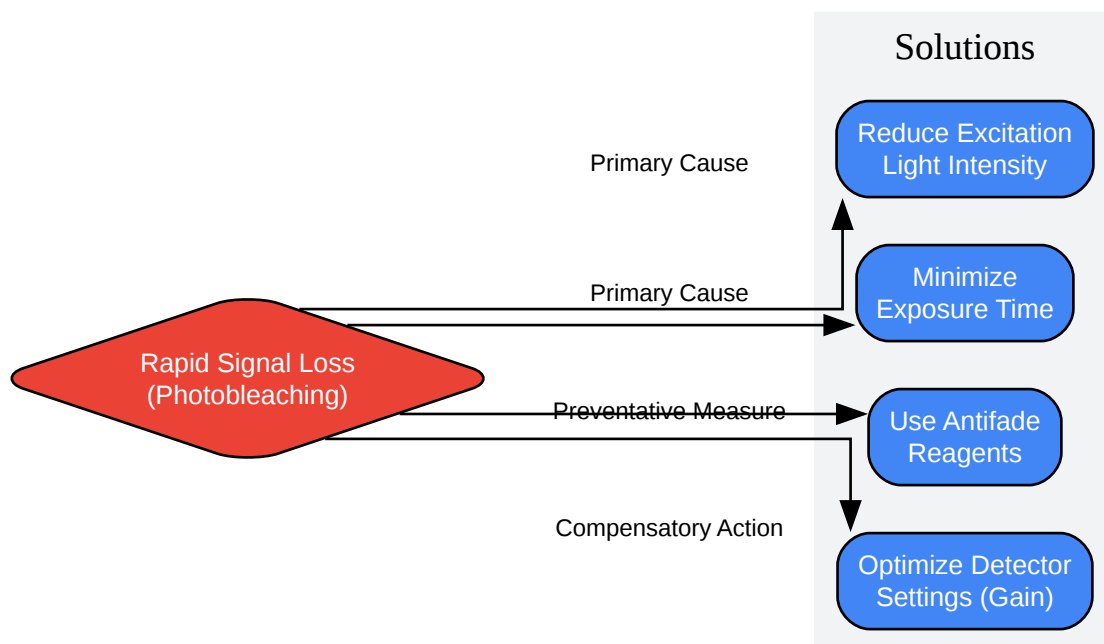 Solutions
Primary Cause
Reduce Excitation
Light Intensity
Primary Cause
Minimize
Exposure Time
Rapid Signal Loss
(Photobleaching)
Preventative Measure
Use Antifade
Reagents
Compensatory Action
Optimize Detector
Settings (Gain)